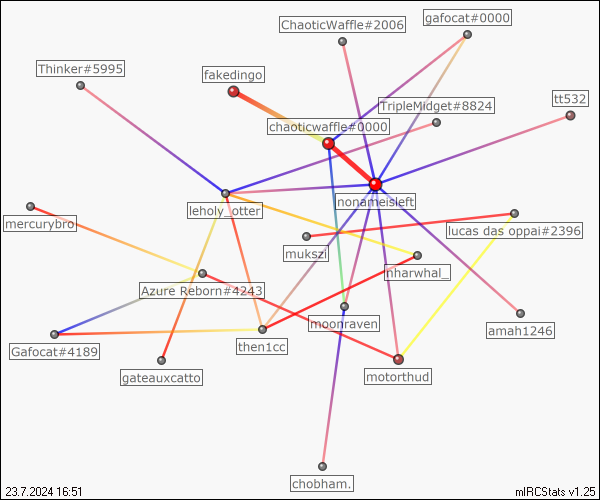 ChaoticWaffle#2006
gafocat#0000
Thinker#5995
fakedingo
tt532
TripleMidget#8824
chaoticwaffle#0000
nonameisleft
leholy_otter
mercurybro
lucas das oppai#2396
mukszi
nharwhal_
Azure Reborn#4243
moonraven
amah1246
then1cc
Gafocat#4189
gateauxcatto
motorthud
chobham.
23.7.2024 16:51
mIRCStats v1.25